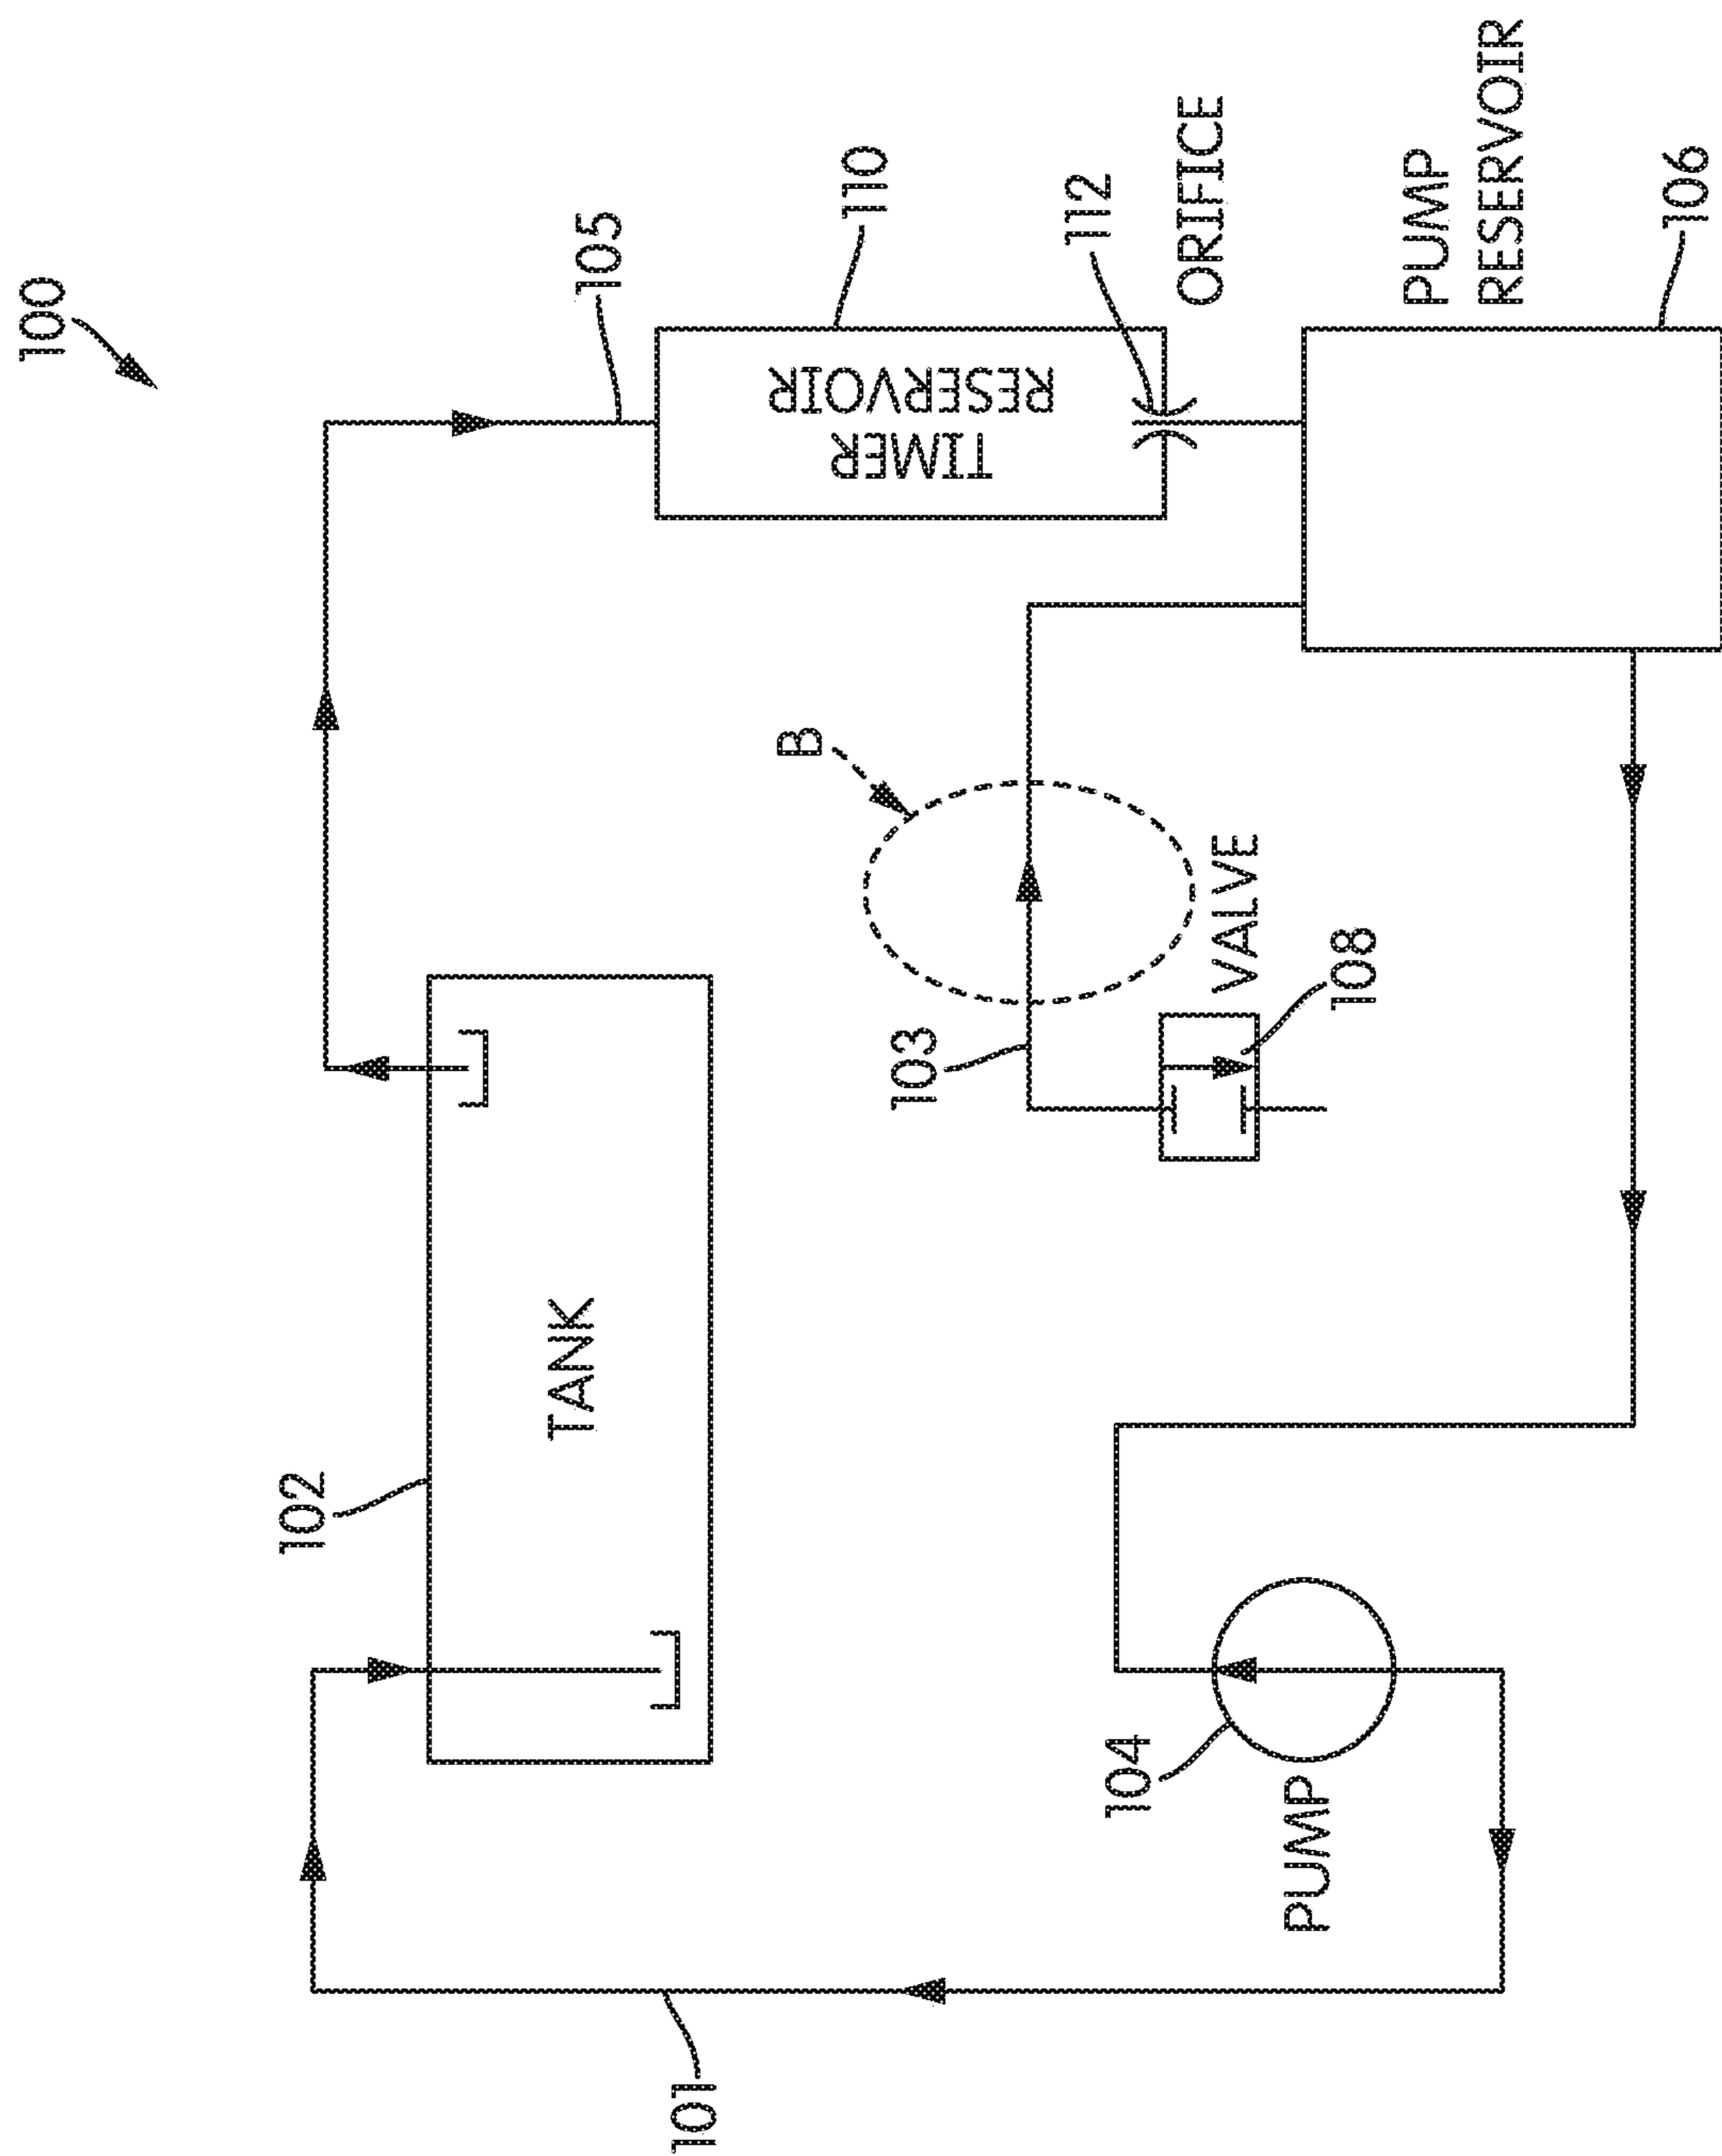 100
105
110
TIMER
RESERVOIR
112
ORIFICE
PUMP
RESERVOIR
106
B
103
VALVE
108
102
TANK
104
PUMP
101